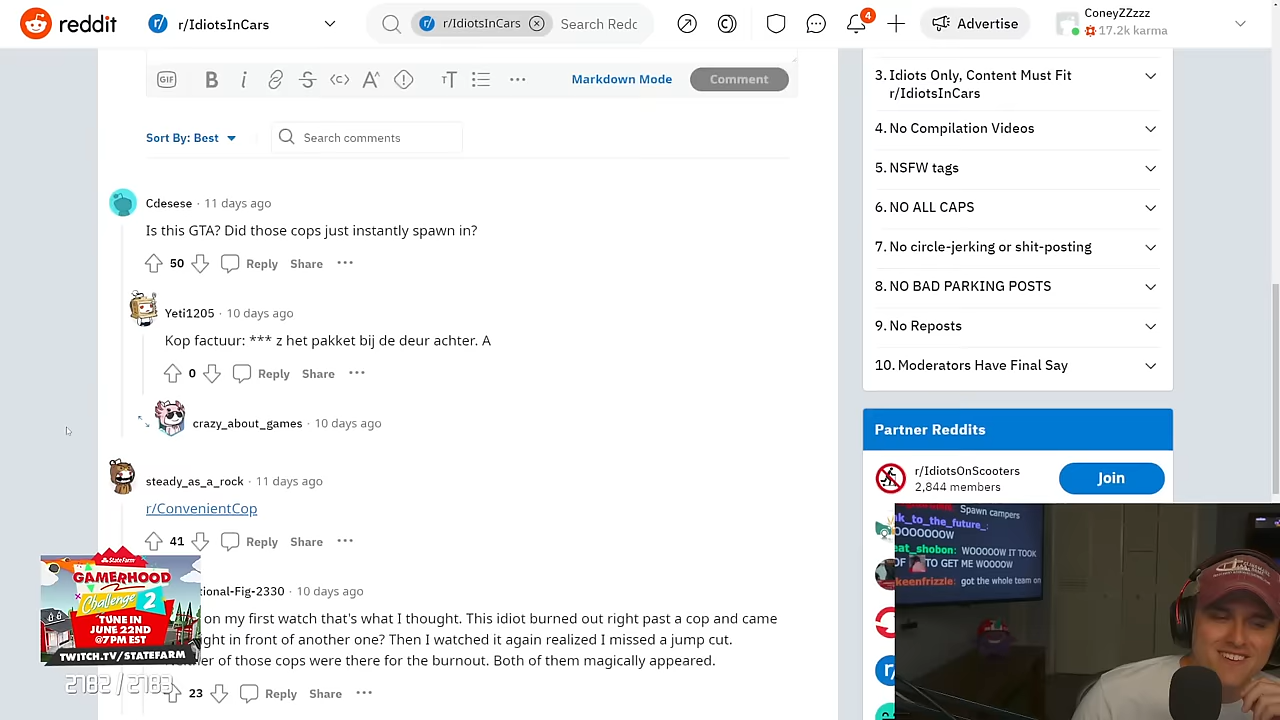 reddit
r/IdiotsInCars
r/IdiotsInCars
Search Redd
4
Advertise
ConeyZZzzz
17.2k karma
GIF
B
i
Markdown Mode
Comment
Sort By: Best
Search comments
Cdesese · 11 days ago
Is this GTA? Did those cops just instantly spawn in?
50
Reply
Share
Yeti1205 · 10 days ago
Kop factuur: *** z het pakket bij de deur achter. A
0
Reply
Share
crazy_about_games · 10 days ago
steady_as_a_rock · 11 days ago
r/ConvenientCop
41
Reply
Share
ional-Fig-2330 · 10 days ago
on my first watch that's what I thought. This idiot burned out right past a cop and came
ght in front of another one? Then I watched it again realized I missed a jump cut.
er of those cops were there for the burnout. Both of them magically appeared.
23
Reply
Share
3. Idiots Only, Content Must Fit
r/IdiotsInCars
4. No Compilation Videos
5. NSFW tags
6. NO ALL CAPS
7. No circle-jerking or shit-posting
8. NO BAD PARKING POSTS
9. No Reposts
10. Moderators Have Final Say
Partner Reddits
r/IdiotsOnScooters
2,844 members
Join
StateFarm
GAMERHOOD
Challenge 2
TUNE IN
JUNE 22ND
@7PM EST
TWITCH.TV/STATEFARM
2182 / 2183
Spawn campers
nk_to_the_future_:
OOOOOOOW
eat_shobon: WOOOOOW IT TOOK
OF TO GET ME WOOOOW
keenfrizzle: got the whole team on